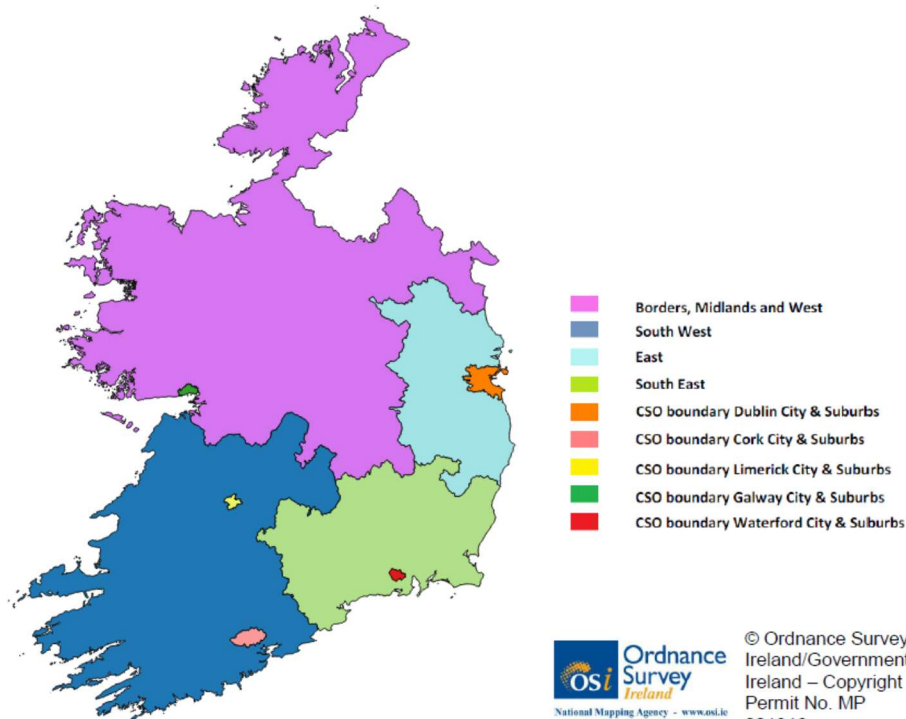 Borders, Midlands and West
South West
East
South East
CSO boundary Dublin City & Suburbs
CSO boundary Cork City & Suburbs
CSO boundary Limerick City & Suburbs
CSO boundary Galway City & Suburbs
CSO boundary Waterford City & Suburbs
OSi
Ordnance
Survey
Ireland
National Mapping Agency - www.osi.ie
© Ordnance Survey
Ireland/Government
Ireland – Copyright
Permit No. MP